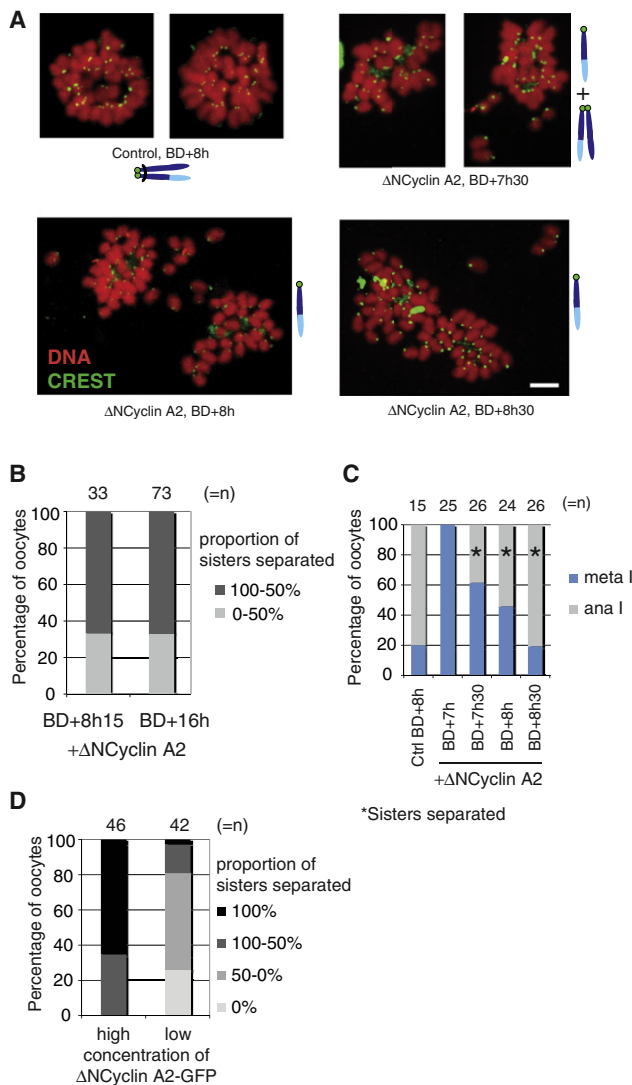 A
Control, BD+8h
+
ΔNCyclin A2, BD+7h30
DNA
CREST
ΔNCyclin A2, BD+8h
ΔNCyclin A2, BD+8h30
B
33 73 (=n)
Percentage of oocytes
100
80
60
40
20
0
proportion of
sisters separated
100-50%
0-50%
BD+8h15 BD+16h
+ΔNCyclin A2
C
15 25 26 24 26 (=n)
Percentage of oocytes
100
80
60
40
20
0
* * *
meta I
ana I
Ctrl BD+8h
BD+7h
BD+7h30
BD+8h
BD+8h30
+ΔNCyclin A2
*Sisters separated
D
46 42 (=n)
Percentage of oocytes
100
80
60
40
20
0
proportion of
sisters separated
100%
100-50%
50-0%
0%
high low
concentration of
ΔNCyclin A2-GFP